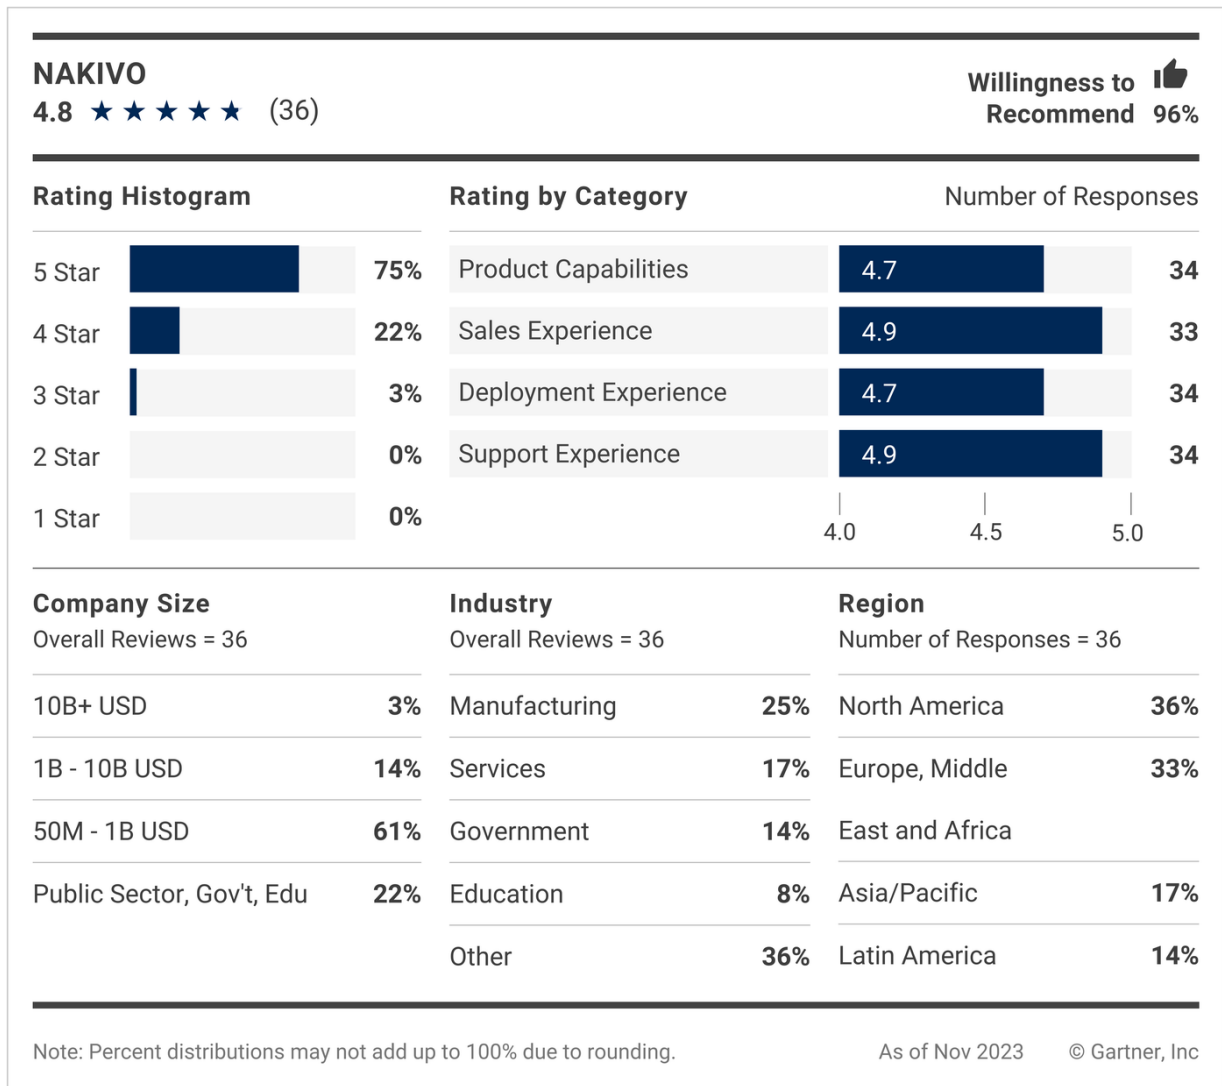 NAKIVO
4.8 ★ ★ ★ ★ ★ (36)
Willingness to
Recommend 96%
Rating Histogram
5 Star 75%
4 Star 22%
3 Star 3%
2 Star 0%
1 Star 0%
Rating by Category Number of Responses
Product Capabilities 4.7 34
Sales Experience 4.9 33
Deployment Experience 4.7 34
Support Experience 4.9 34
4.0 4.5 5.0
Company Size
Overall Reviews = 36
10B+ USD 3%
1B - 10B USD 14%
50M - 1B USD 61%
Public Sector, Gov't, Edu 22%
Industry
Overall Reviews = 36
Manufacturing 25%
Services 17%
Government 14%
Education 8%
Other 36%
Region
Number of Responses = 36
North America 36%
Europe, Middle 33%
East and Africa
Asia/Pacific 17%
Latin America 14%
Note: Percent distributions may not add up to 100% due to rounding. As of Nov 2023 © Gartner, Inc